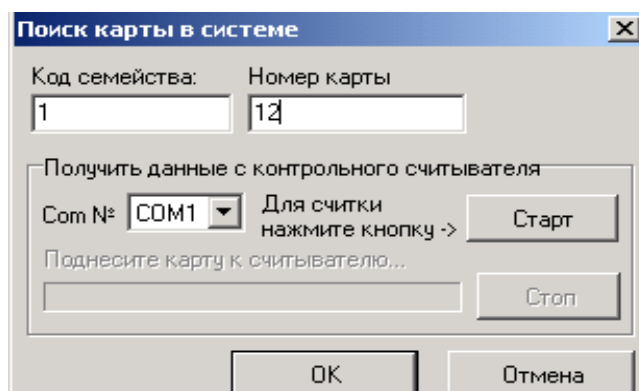 Поиск карты в системе
Код семейства: Номер карты
1 12
Получить данные с контрольного считывателя
Com № COM1 Для считки нажмите кнопку -> Старт
Поднесите карту к считывателю...
Стоп
OK Отмена